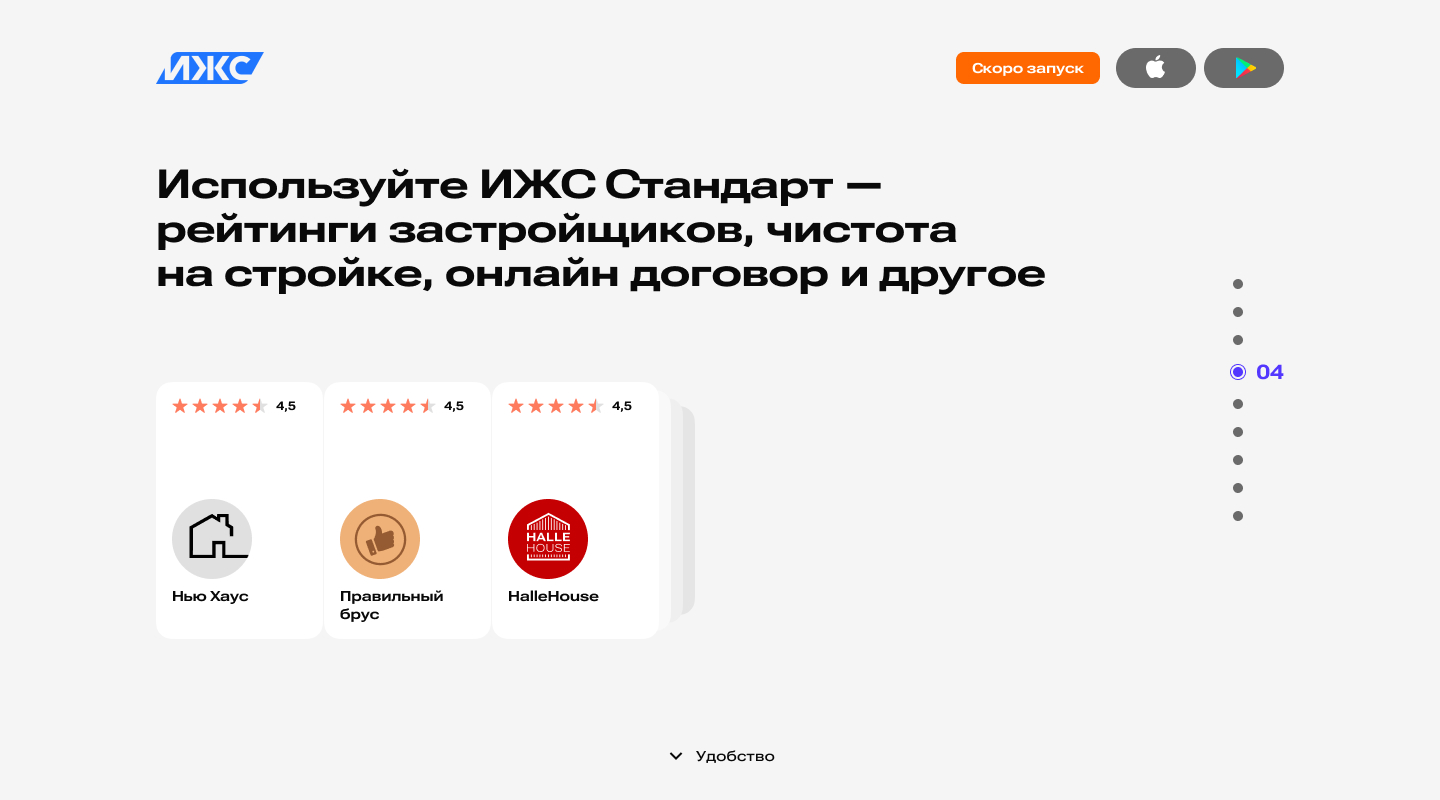 ИЖС
Скоро запуск
Используйте ИЖС Стандарт —
рейтинги застройщиков, чистота
на стройке, онлайн договор и другое
04
4,5
4,5
4,5
HALLE
HOUSE
Нью Хаус
Правильный
брус
HalleHouse
Удобство